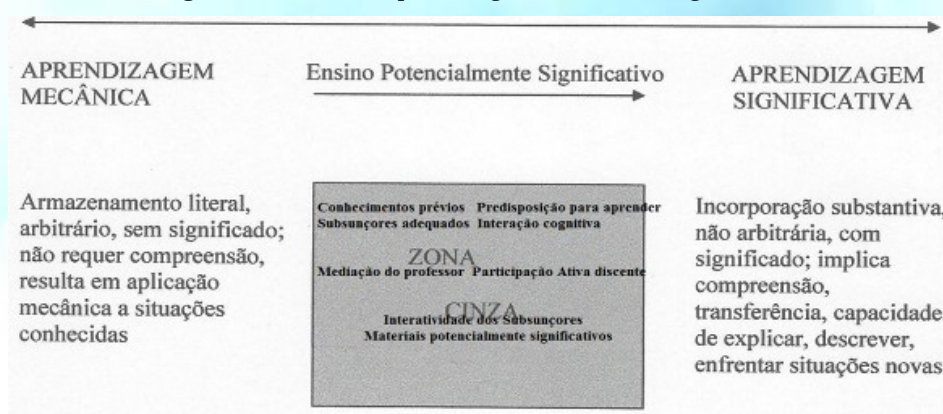 APRENDIZAGEM
MECÂNICA
Ensino Potencialmente Significativo
APRENDIZAGEM
SIGNIFICATIVA
Armazenamento literal,
arbitrário, sem significado;
não requer compreensão,
resulta em aplicação
mecânica a situações
conhecidas
Conhecimentos prévios Predisposição para aprender
Subsunçores adequados Interação cognitiva
ZONA
Mediação do professor Participação Ativa discente
CINZA
Interatividade dos Subsunçores
Materiais potencialmente significativos
Incorporação substantiva,
não arbitrária, com
significado; implica
compreensão,
transferência, capacidade
de explicar, descrever,
enfrentar situações novas